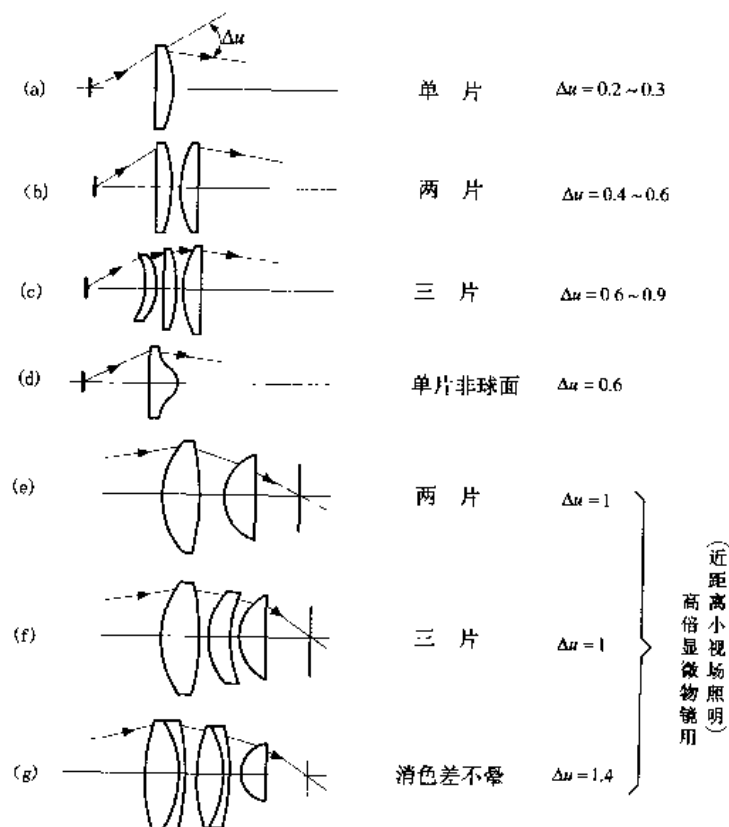 Δu
(a) 单 片 Δu = 0.2~0.3
(b) 两 片 Δu = 0.4~0.6
(c) 三 片 Δu = 0.6~0.9
(d) 单片非球面 Δu = 0.6
(e) 两 片 Δu = 1
(f) 三 片 Δu = 1
(g) 消色差不晕 Δu = 1.4
高倍显微物镜用
(近距离小视场照明)